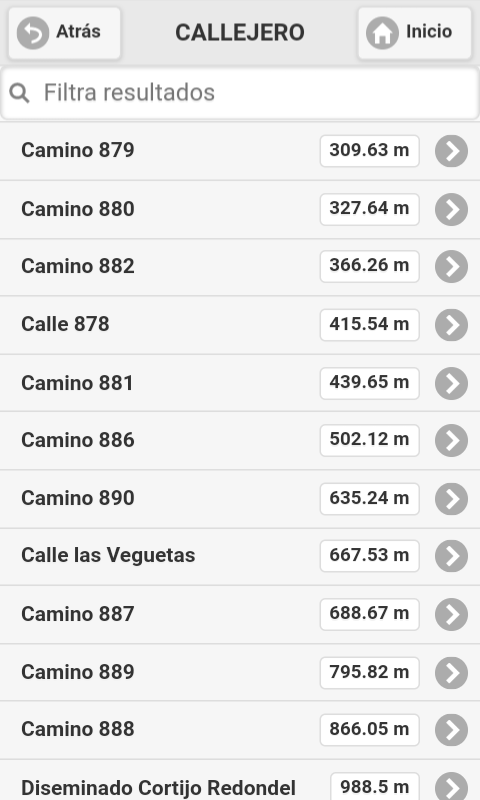 Atrás CALLEJERO Inicio
Filtra resultados
Camino 879 309.63 m
Camino 880 327.64 m
Camino 882 366.26 m
Calle 878 415.54 m
Camino 881 439.65 m
Camino 886 502.12 m
Camino 890 635.24 m
Calle las Veguetas 667.53 m
Camino 887 688.67 m
Camino 889 795.82 m
Camino 888 866.05 m
Diseminado Cortijo Redondel 988.5 m